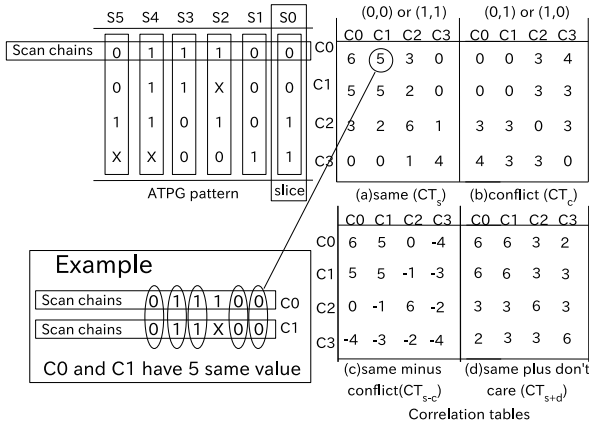 S5 S4 S3 S2 S1 S0
Scan chains 0 1 1 1 0 0 C0
0 1 1 X 0 0 C1
1 1 0 1 0 1 C2
X X 0 0 1 1 C3
ATPG pattern slice
(0,0) or (1,1)
C0 C1 C2 C3
6 5 3 0
5 5 2 0
3 2 6 1
0 0 1 4
(a)same (CTs)
(0,1) or (1,0)
C0 C1 C2 C3
0 0 3 4
0 0 3 3
3 3 0 3
4 3 3 0
(b)conflict (CTc)
Example
Scan chains 0 1 1 1 0 0 C0
Scan chains 0 1 1 X 0 0 C1
C0 and C1 have 5 same value
C0 C1 C2 C3
C0 6 5 0 -4
C1 5 5 -1 -3
C2 0 -1 6 -2
C3 -4 -3 -2 -4
(c)same minus
conflict(CTs-c)
C0 C1 C2 C3
6 6 3 2
6 6 3 3
3 3 6 3
2 3 3 6
(d)same plus don't
care (CTs+d)
Correlation tables